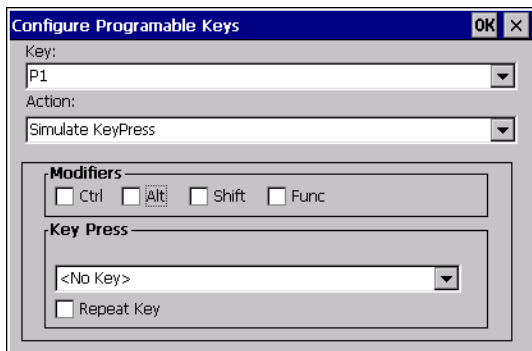 Configure Programable Keys OK ×
Key:
P1
Action:
Simulate KeyPress
Modifiers
Ctrl Alt Shift Func
Key Press
<No Key>
Repeat Key